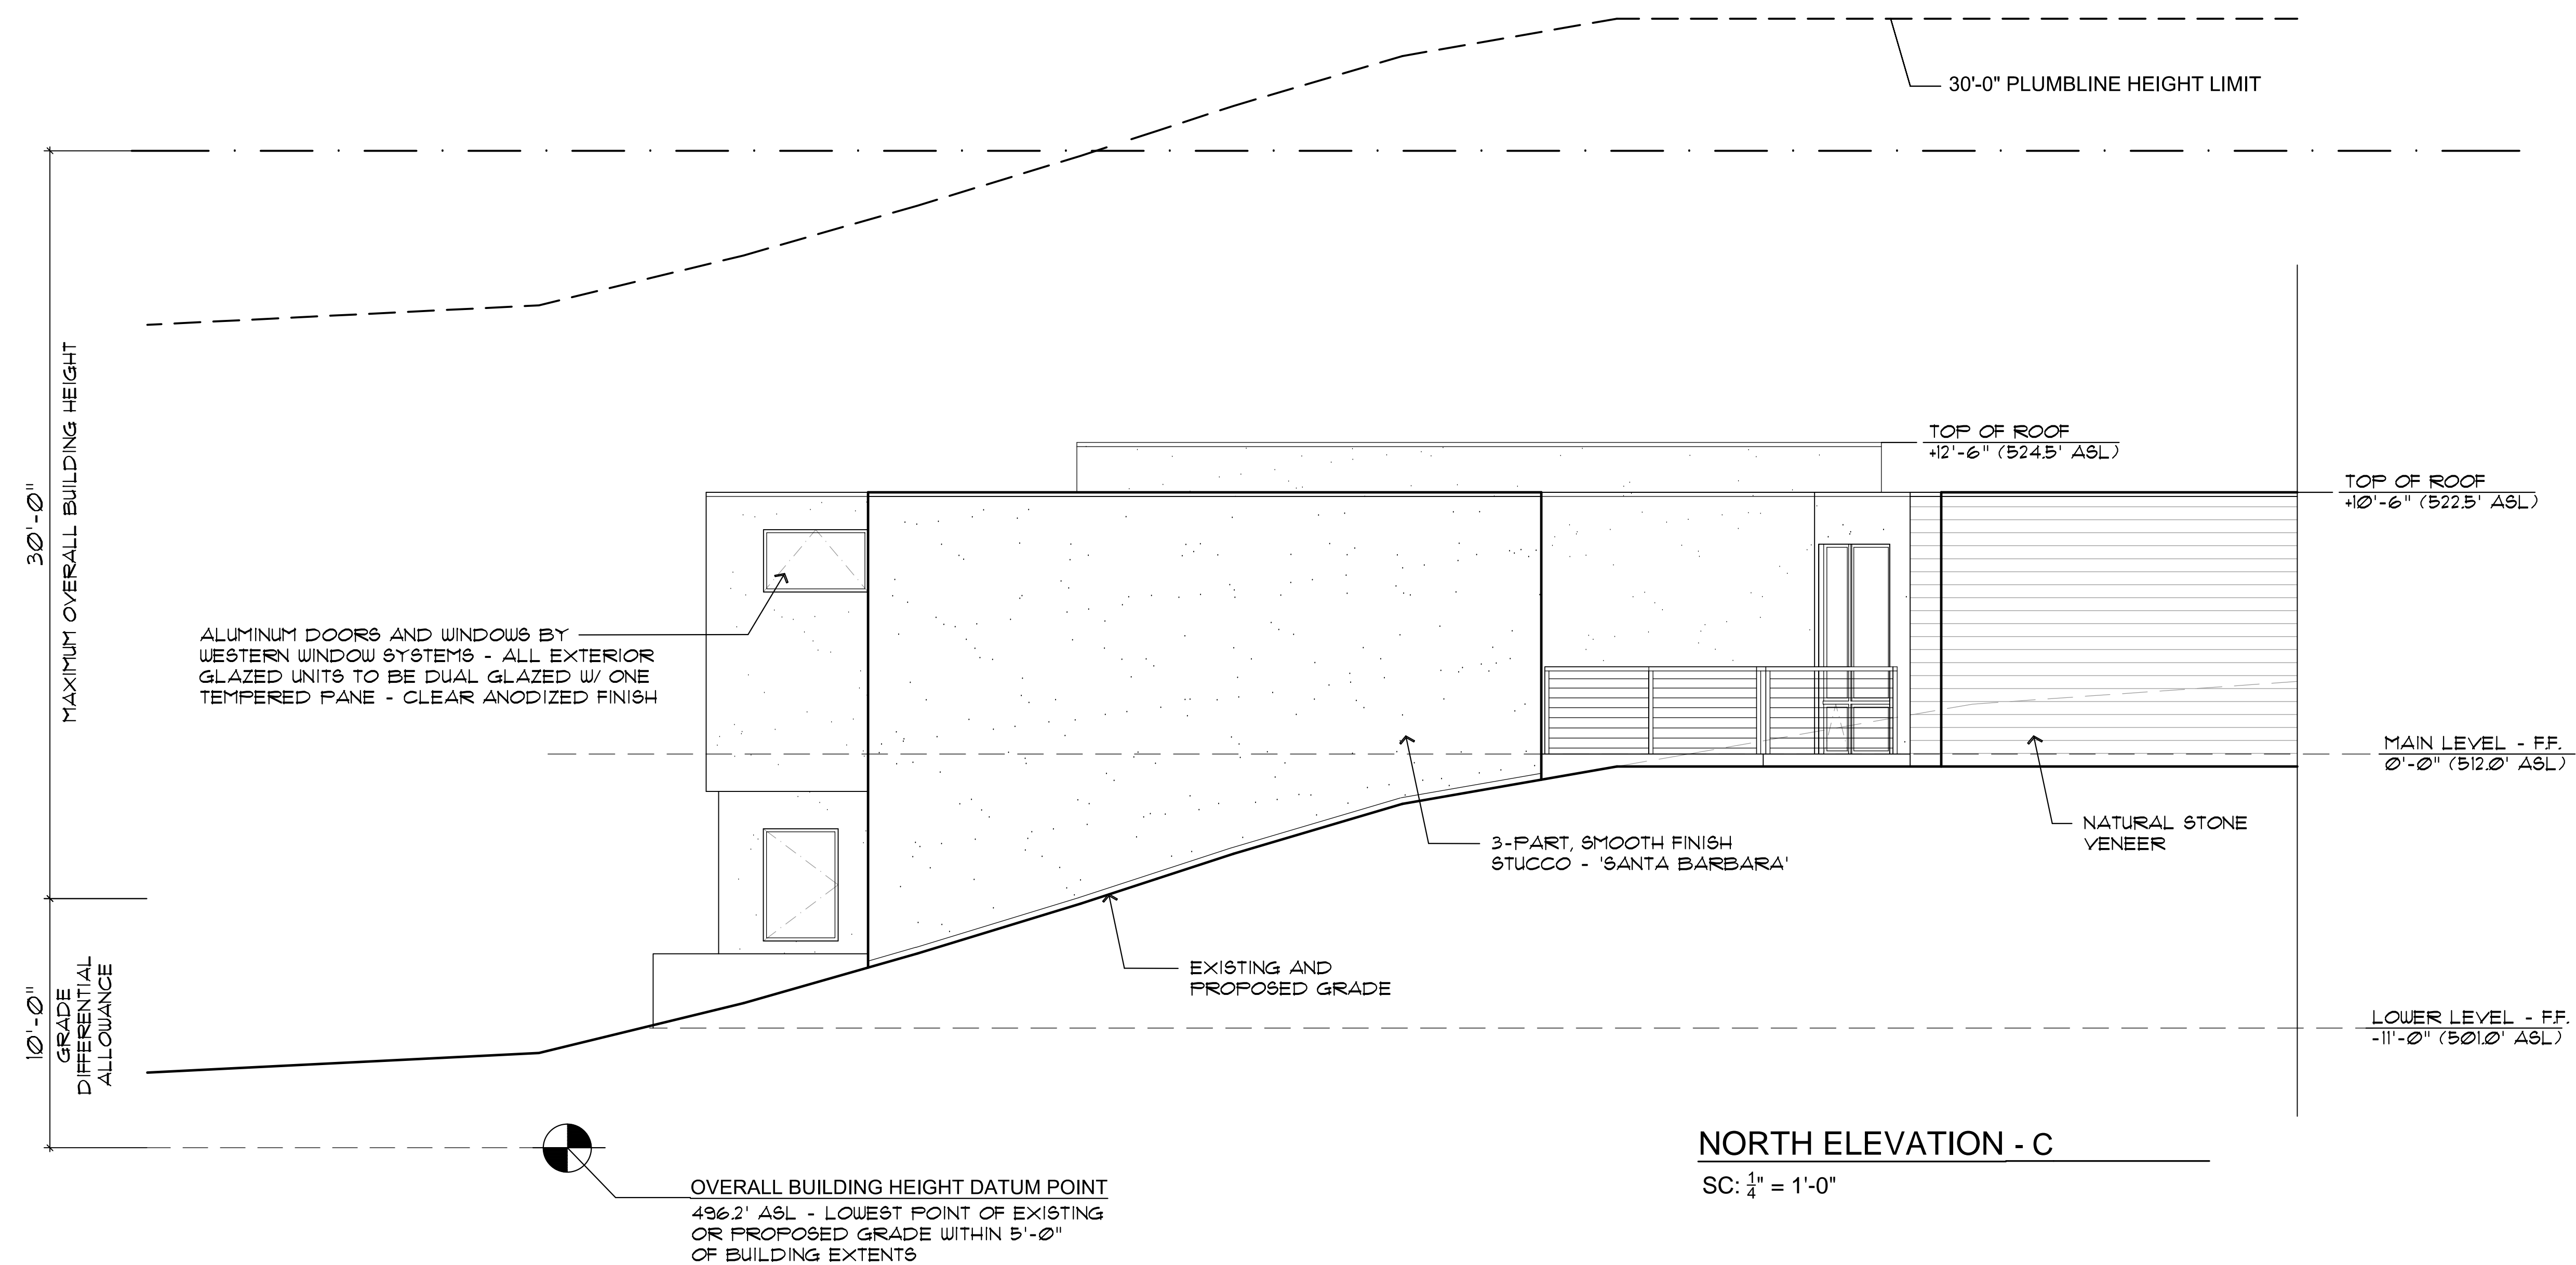 30'-0" PLUMBLINE HEIGHT LIMIT
30'-0"
MAXIMUM OVERALL BUILDING HEIGHT
TOP OF ROOF
+12'-6" (524.5' ASL)
TOP OF ROOF
+10'-6" (522.5' ASL)
ALUMINUM DOORS AND WINDOWS BY
WESTERN WINDOW SYSTEMS - ALL EXTERIOR
GLAZED UNITS TO BE DUAL GLAZED W/ ONE
TEMPERED PANE - CLEAR ANODIZED FINISH
MAIN LEVEL - F.F.
0'-0" (512.0' ASL)
NATURAL STONE
VENEER
3-PART, SMOOTH FINISH
STUCCO - 'SANTA BARBARA'
EXISTING AND
PROPOSED GRADE
10'-0"
GRADE
DIFFERENTIAL
ALLOWANCE
LOWER LEVEL - F.F.
-11'-0" (501.0' ASL)
NORTH ELEVATION - C
SC: 1/4" = 1'-0"
OVERALL BUILDING HEIGHT DATUM POINT
496.2' ASL - LOWEST POINT OF EXISTING
OR PROPOSED GRADE WITHIN 5'-0"
OF BUILDING EXTENTS